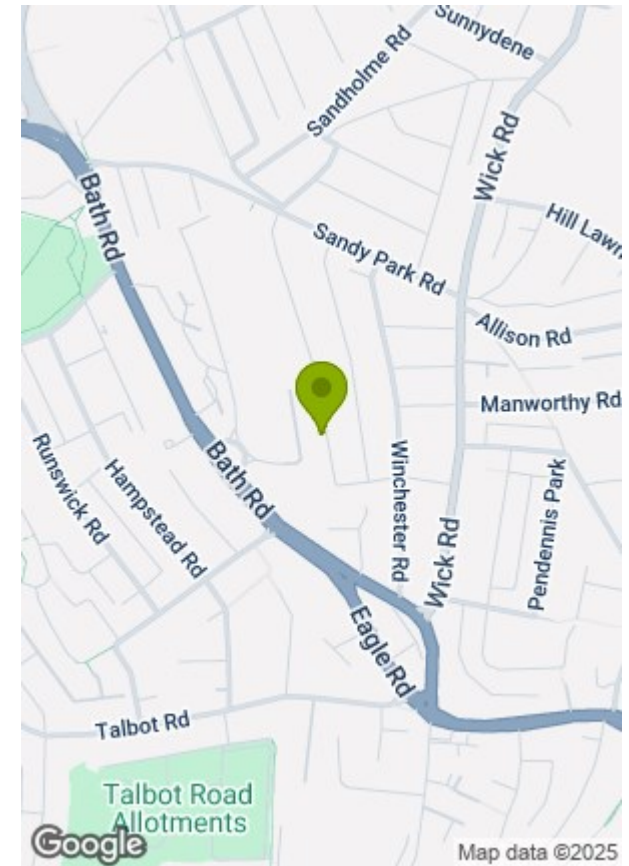 Sunnydene
Sandholme Rd
Wick Rd
Bath Rd
Hill Lawn
Sandy Park Rd
Allison Rd
Manworthy Rd
Runswick Rd
Hampstead Rd
Bath Rd
Winchester Rd
Pendennis Park
Wick Rd
Eagle Rd
Talbot Rd
Talbot Road
Allotments
Google
Map data ©2025